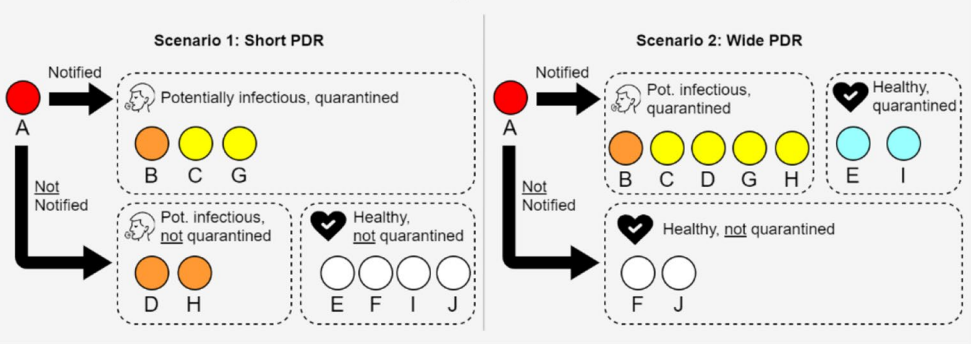 Scenario 1: Short PDR
Notified
A
Potentially infectious, quarantined
B C G
Not
Notified
Pot. infectious,
not quarantined
D H
Healthy,
not quarantined
E F I J
Scenario 2: Wide PDR
Notified
A
Pot. infectious,
quarantined
B C D G H
Healthy,
quarantined
E I
Not
Notified
Healthy, not quarantined
F J